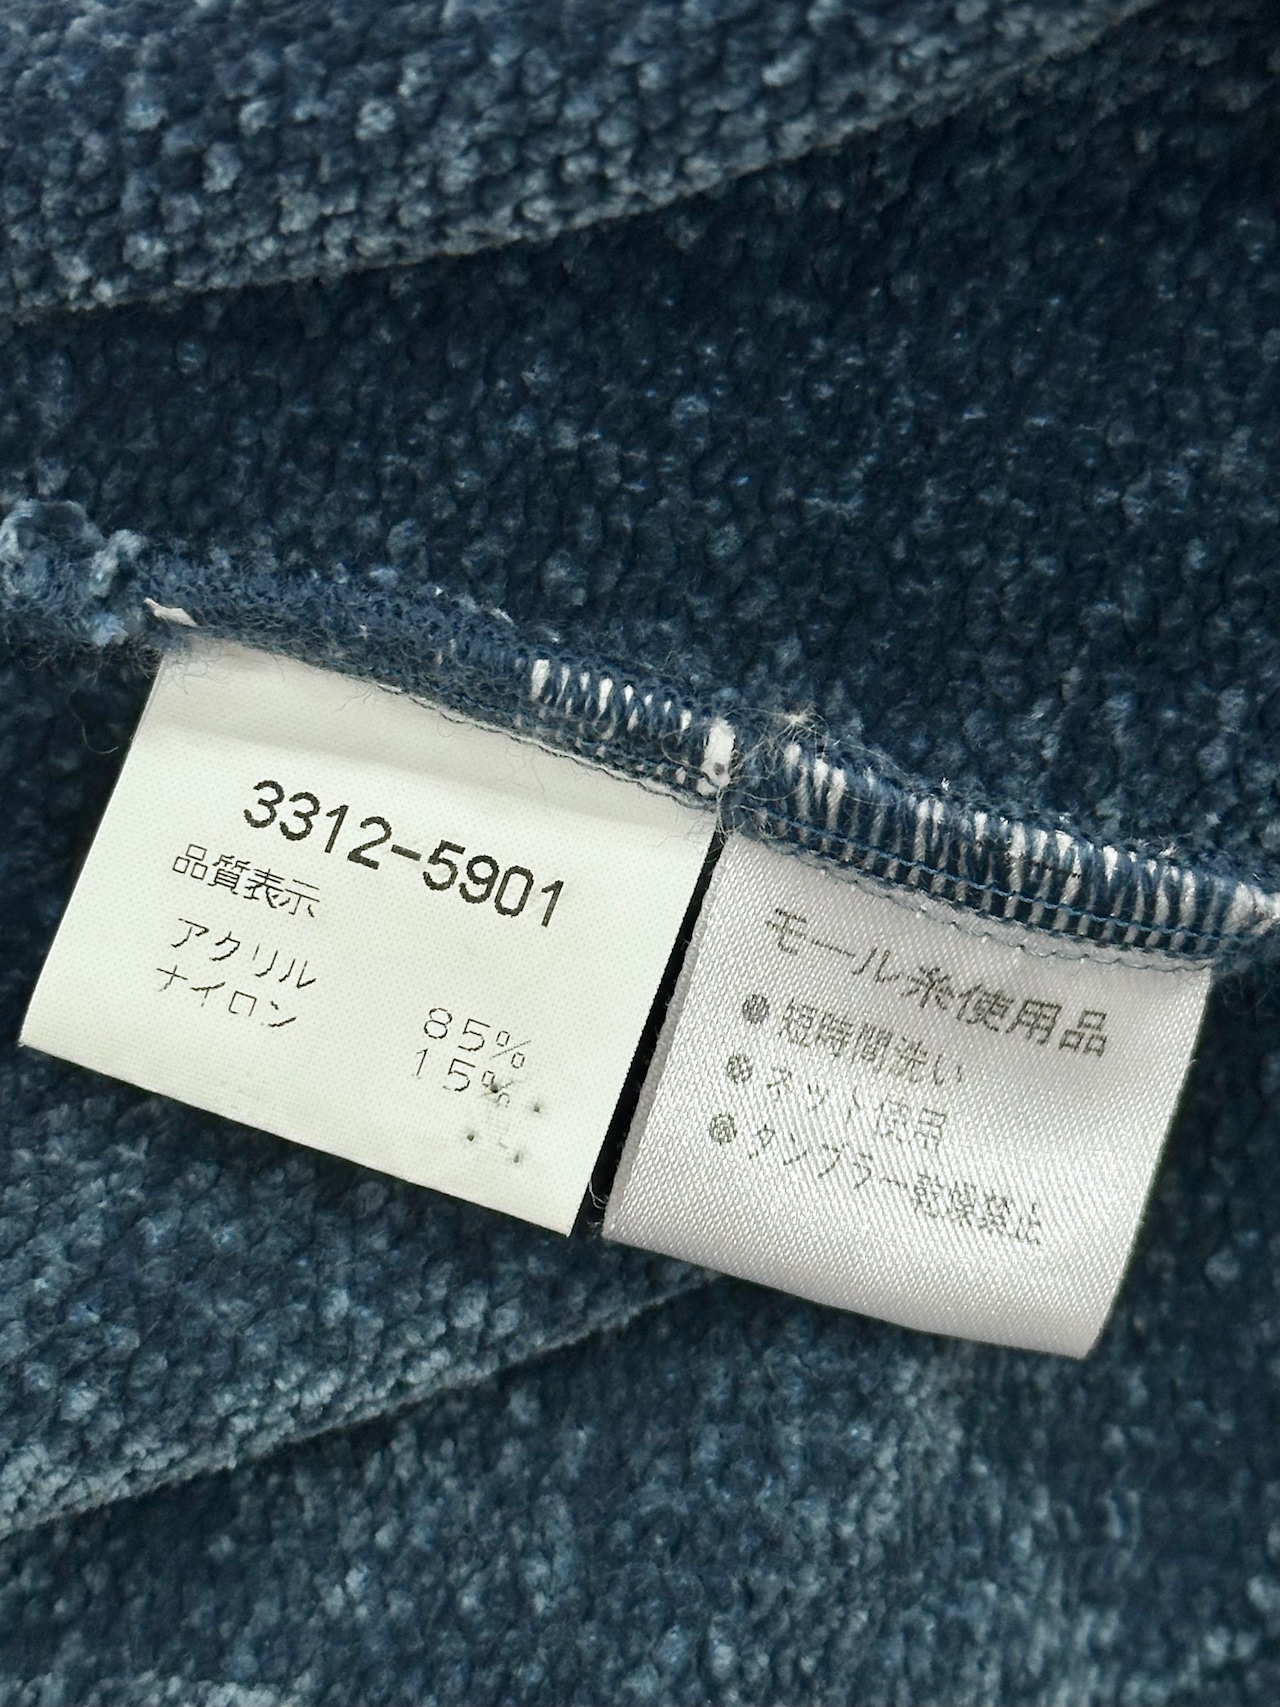 3312-5901
品質表示
アクリル 85%
ナイロン 15%
モール糸使用品
●短時間洗い
●ネット使用
●タンブラー乾燥禁止